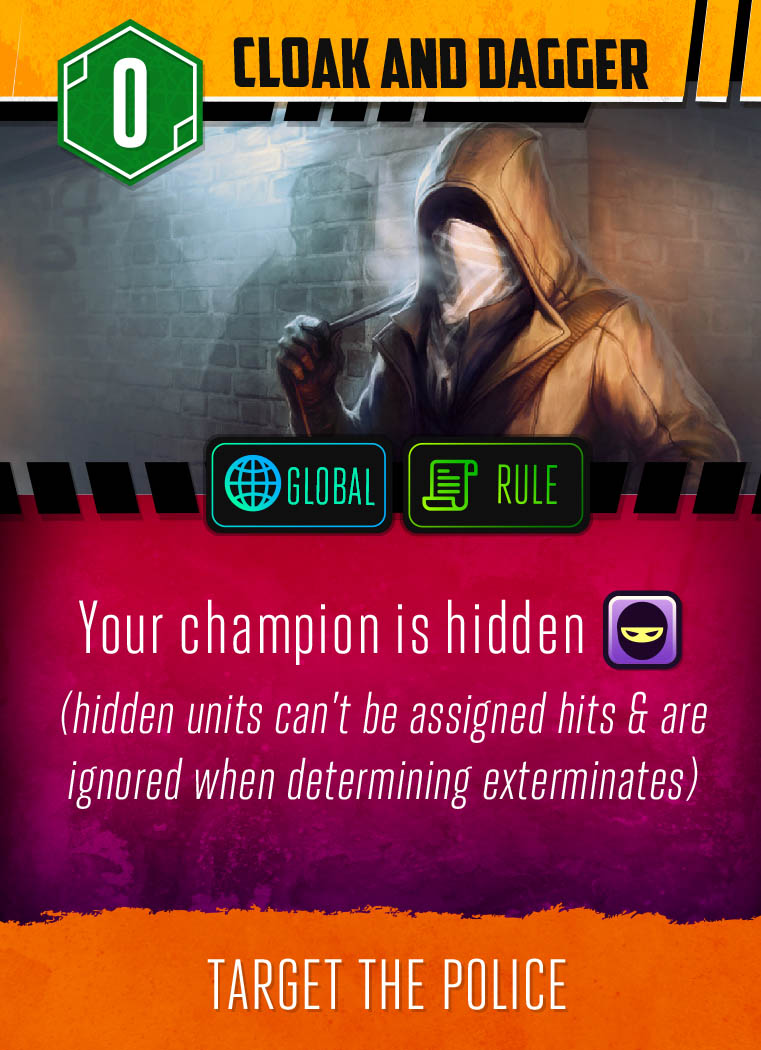 0
CLOAK AND DAGGER
GLOBAL
RULE
Your champion is hidden
(hidden units can't be assigned hits & are
ignored when determining exterminates)
TARGET THE POLICE